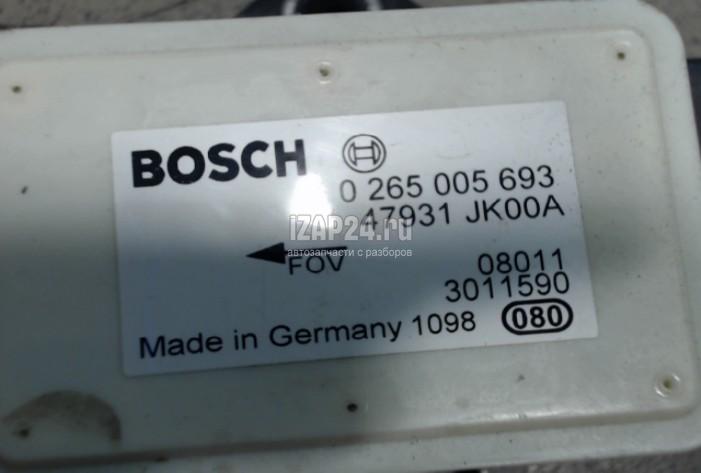 BOSCH
0 265 005 693
47931 JK00A
IZAP24.ru
автозапчасти с разборов
FOV
08011
3011590
Made in Germany 1098 080